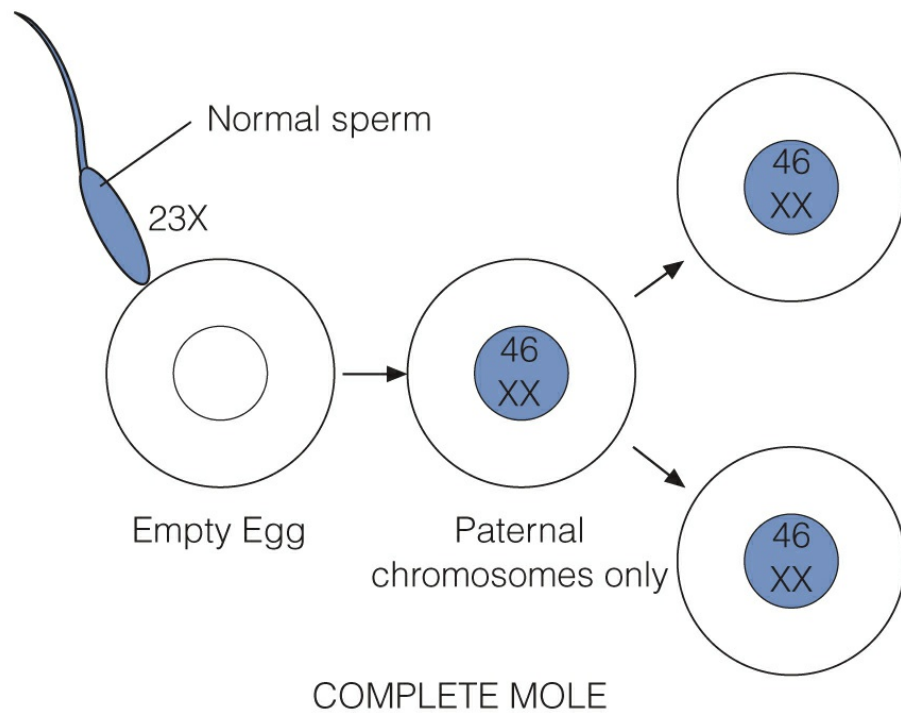 Normal sperm
23X
46
XX
46
XX
46
XX
Empty Egg
Paternal
chromosomes only
COMPLETE MOLE